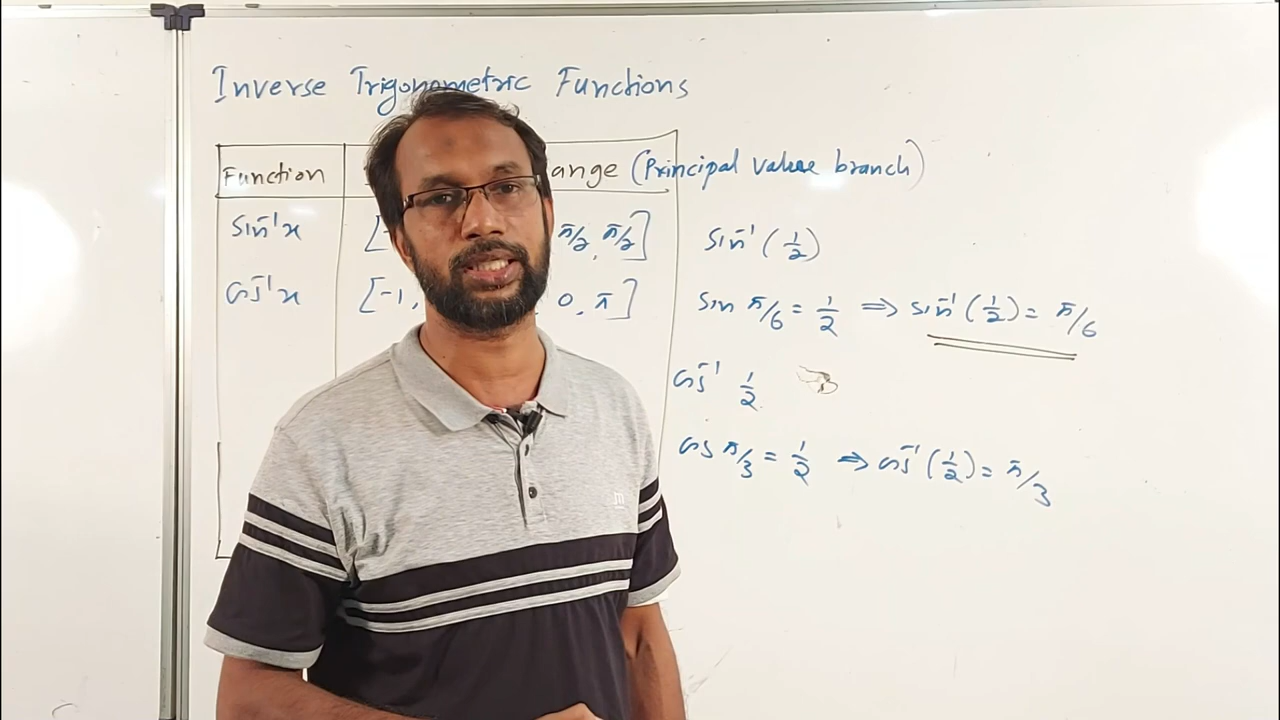 Inverse Trigonometric Functions
Function ange (Principal value branch)
sin⁻¹x [- π/2, π/2] sin⁻¹(1/2)
cos⁻¹x [-1, 0, π] sin π/6 = 1/2 ⇒ sin⁻¹(1/2) = π/6
cos⁻¹ 1/2
cos π/3 = 1/2 ⇒ cos⁻¹(1/2) = π/3